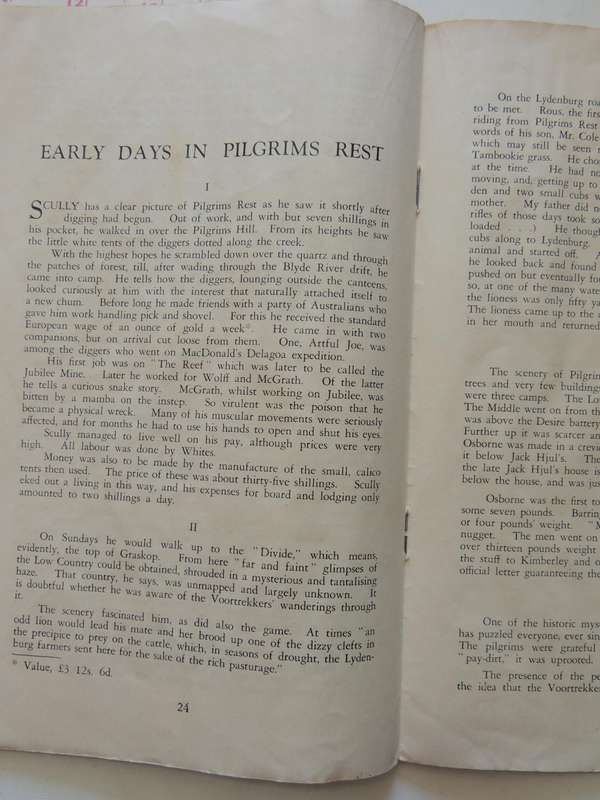 EARLY DAYS IN PILGRIMS REST
I
SCULLY has a clear picture of Pilgrims Rest as he saw it shortly after
digging had begun. Out of work, and with but seven shillings in
his pocket, he walked in over the Pilgrims Hill. From its heights he saw
the little white tents of the diggers dotted along the creek.
With the highest hopes he scrambled down over the quartz and through
the patches of forest, till, after wading through the Blyde River drift, he
came into camp. He tells how the diggers, lounging outside the canteens,
looked curiously at him with the interest that naturally attached itself to
a new chum. Before long he made friends with a party of Australians who
gave him work handling pick and shovel. For this he received the standard
European wage of an ounce of gold a week*. He came in with two
companions, but on arrival cut loose from them. One, Artful Joe, was
among the diggers who went on MacDonald's Delagoa expedition.
His first job was on "The Reef" which was later to be called the
Jubilee Mine. Later he worked for Wolff and McGrath. Of the latter
he tells a curious snake story. McGrath, whilst working on Jubilee, was
bitten by a mamba on the instep. So virulent was the poison that he
became a physical wreck. Many of his muscular movements were seriously
affected, and for months he had to use his hands to open and shut his eyes.
Scully managed to live well on his pay, although prices were very
high. All labour was done by Whites.
Money was also to be made by the manufacture of the small, calico
tents then used. The price of these was about thirty-five shillings. Scully
eked out a living in this way, and his expenses for board and lodging only
amounted to two shillings a day.
II
On Sundays he would walk up to the "Divide," which means,
evidently, the top of Graskop. From here "far and faint" glimpses of
the Low Country could be obtained, shrouded in a mysterious and tantalising
haze. That country, he says, was unmapped and largely unknown. It
is doubtful whether he was aware of the Voortrekkers' wanderings through
it.
The scenery fascinated him, as did also the game. At times "an
odd lion would lead his mate and her brood up one of the dizzy clefts in
the precipice to prey on the cattle, which, in seasons of drought, the Lyden-
burg farmers sent here for the sake of the rich pasturage."
* Value, £3 12s. 6d.
24
On the Lydenburg roa
to be met. Rous, the first
riding from Pilgrims Rest
words of his son, Mr. Cole
which may still be seen
Tambookie grass. He cho
at the time. He had no
moving, and, getting up to
den and two small cubs w
mother. My father did no
rifles of those days took so
loaded . . . .) He though
cubs along to Lydenburg.
animal and started off. A
he looked back and found
pushed on but eventually fou
so, at one of the many wate
the lioness was only fifty ya
The lioness came up to the a
in her mouth and returned
The scenery of Pilgrim
trees and very few buildings
were three camps. The Lo
The Middle went on from th
was above the Desire battery
Further up it was scarcer an
Osborne was made in a crevic
it below Jack Hjul's. The
the late Jack Hjul's house is
below the house, and was jus
Osborne was the first to
some seven pounds. Barrin
or four pounds' weight. "M
nugget. The men went on
over thirteen pounds weight
the stuff to Kimberley and o
official letter guaranteeing the
One of the historic myst
has puzzled everyone, ever sin
The pilgrims were grateful
"pay-dirt," it was uprooted.
The presence of the pe
the idea that the Voortrekker